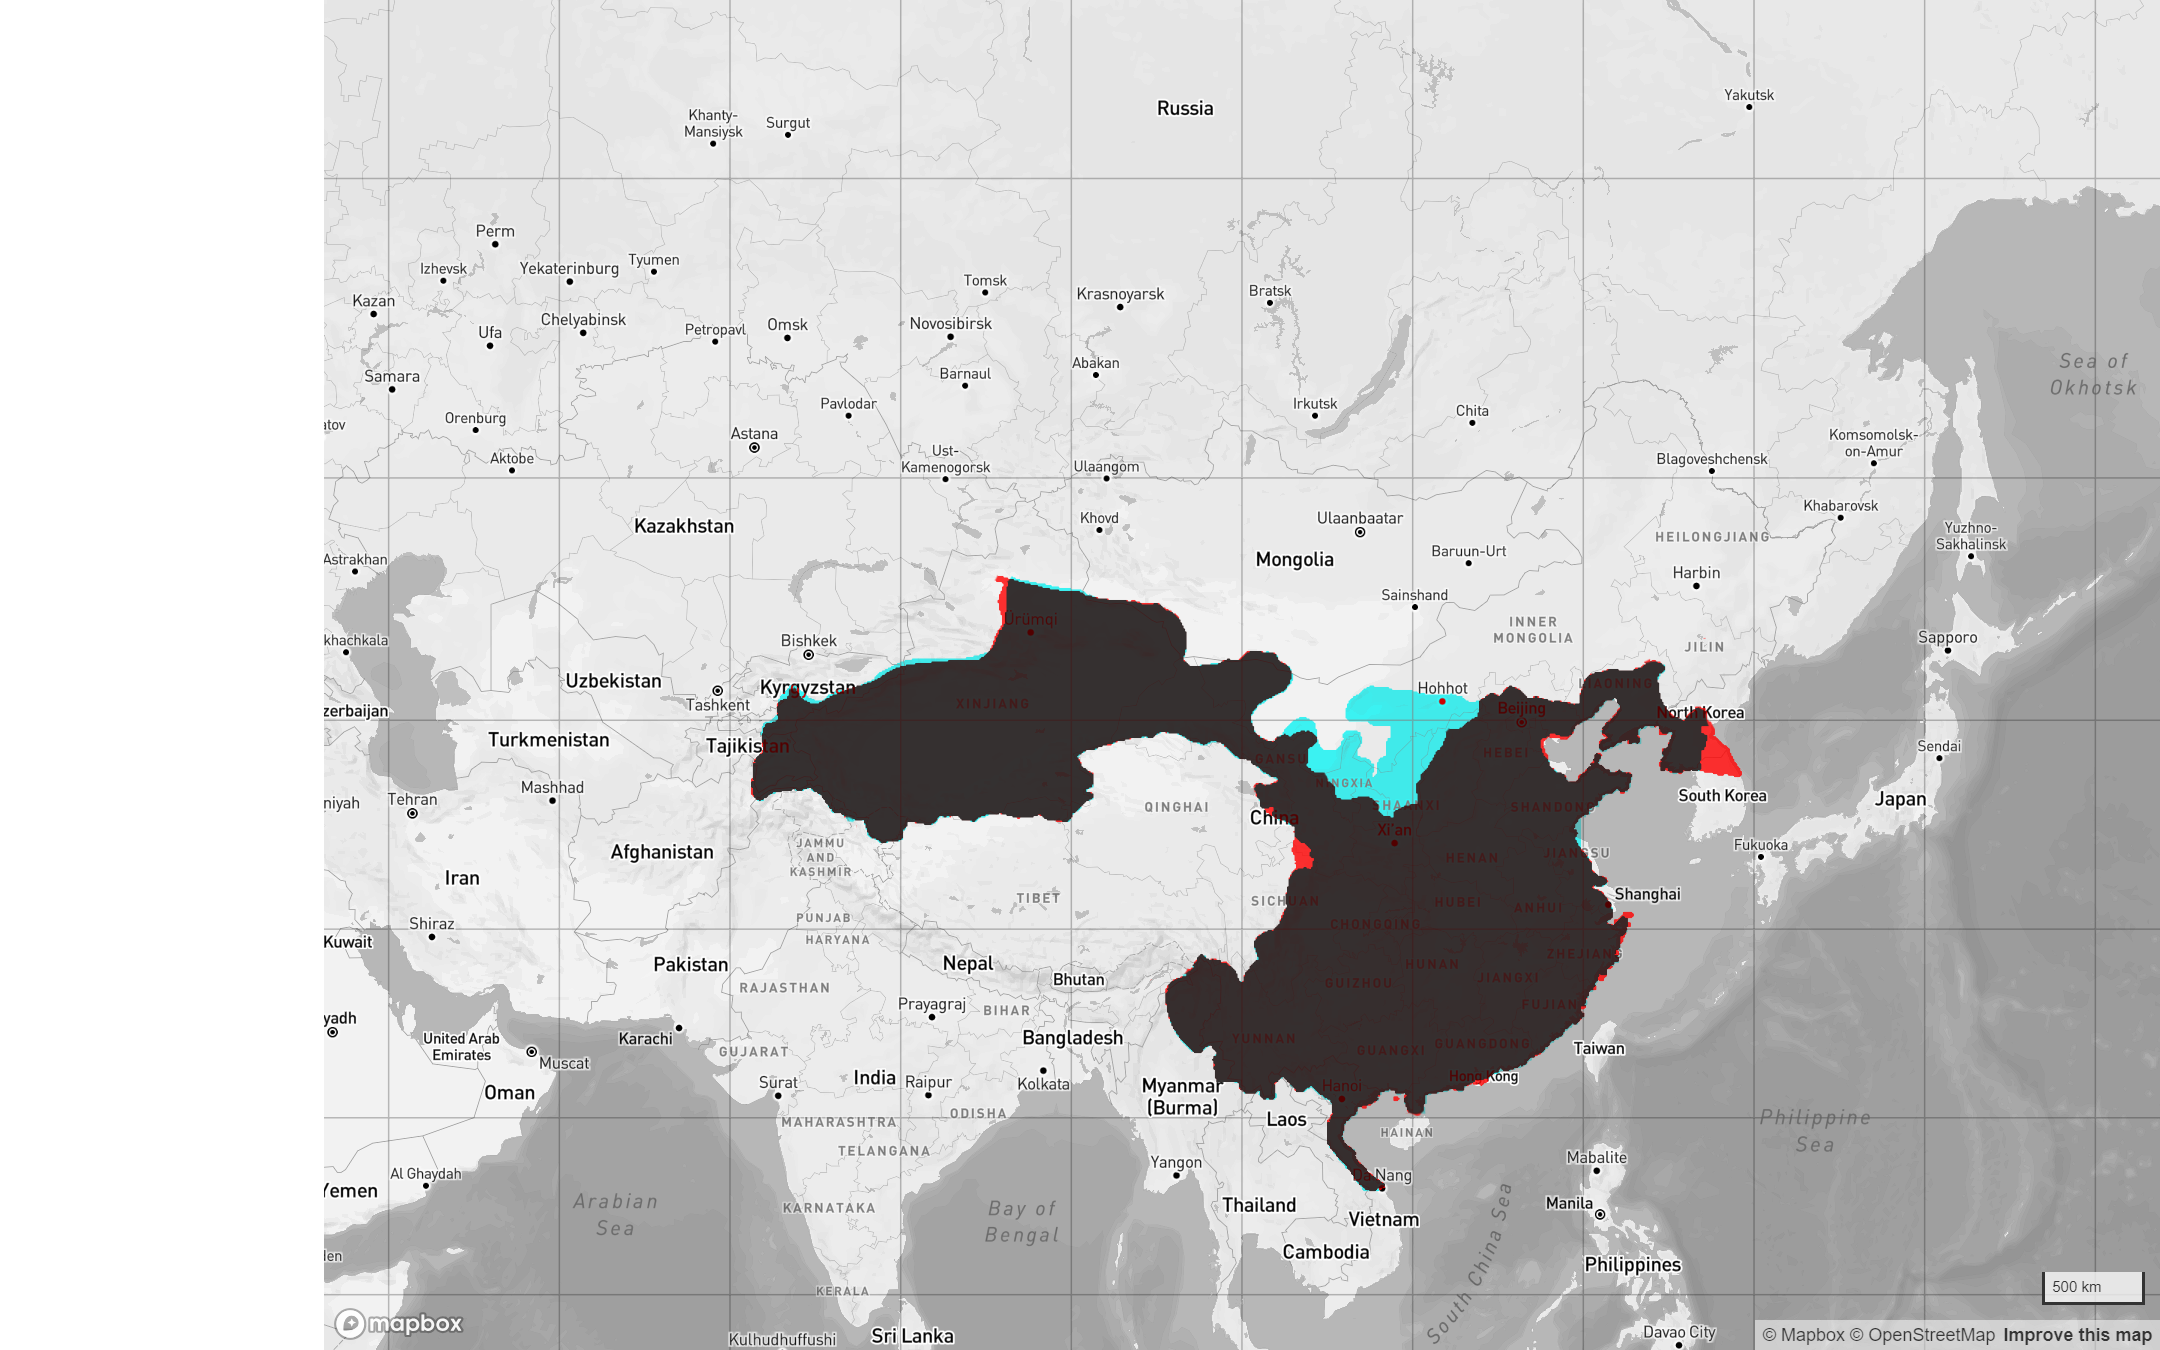 Russia
Yakutsk
Khanty-
Mansiysk
Surgut
Perm
Izhevsk
Yekaterinburg
Tyumen
Kazan
Chelyabinsk
Ufa
Petropavl
Omsk
Tomsk
Novosibirsk
Krasnoyarsk
Bratsk
Samara
Barnaul
Abakan
Sea of
Okhotsk
Orenburg
Pavlodar
Irkutsk
Chita
atov
Astana
Aktobe
Ust-
Kamenogorsk
Ulaangom
Blagoveshchensk
Komsomolsk-
on-Amur
Kazakhstan
Khovd
Ulaanbaatar
Mongolia
Baruun-Urt
HEILONGJIANG
Khabarovsk
Yuzhno-
Sakhalinsk
Astrakhan
Harbin
Sainshand
INNER
MONGOLIA
JILIN
khachkala
Bishkek
Ürümqi
Sapporo
Uzbekistan
Kyrgyzstan
Tashkent
XINJIANG
Hohhot
LIAONING
zerbaijan
Beijing
North Korea
Turkmenistan
Tajikistan
GANSU
HEBEI
Sendai
Mashhad
NINGXIA
niyah
Tehran
QINGHAI
SHAANXI
SHANDONG
South Korea
Japan
China
Xi'an
Afghanistan
JAMMU
AND
KASHMIR
HENAN
JIANGSU
Fukuoka
Iran
TIBET
SICHUAN
HUBEI
ANHUI
Shanghai
Shiraz
PUNJAB
CHONGQING
Kuwait
HARYANA
Pakistan
Nepal
Bhutan
HUNAN
ZHEJIANG
RAJASTHAN
GUIZHOU
JIANGXI
Prayagraj
BIHAR
FUJIAN
yadh
United Arab
Emirates
Karachi
Bangladesh
YUNNAN
GUANGXI
GUANGDONG
Taiwan
GUJARAT
Muscat
Oman
Surat
India
Raipur
Kolkata
Myanmar
(Burma)
Hanoi
Hong Kong
MAHARASHTRA
ODISHA
Laos
HAINAN
Philippine
Sea
TELANGANA
Al Ghaydah
Yangon
Da Nang
Mabalite
Yemen
Arabian
Sea
KARNATAKA
Bay of
Bengal
Thailand
Vietnam
Manila
Cambodia
South China Sea
Philippines
den
KERALA
500 km
mapbox
Kulhudhuffushi
Sri Lanka
Davao City
© Mapbox © OpenStreetMap Improve this map